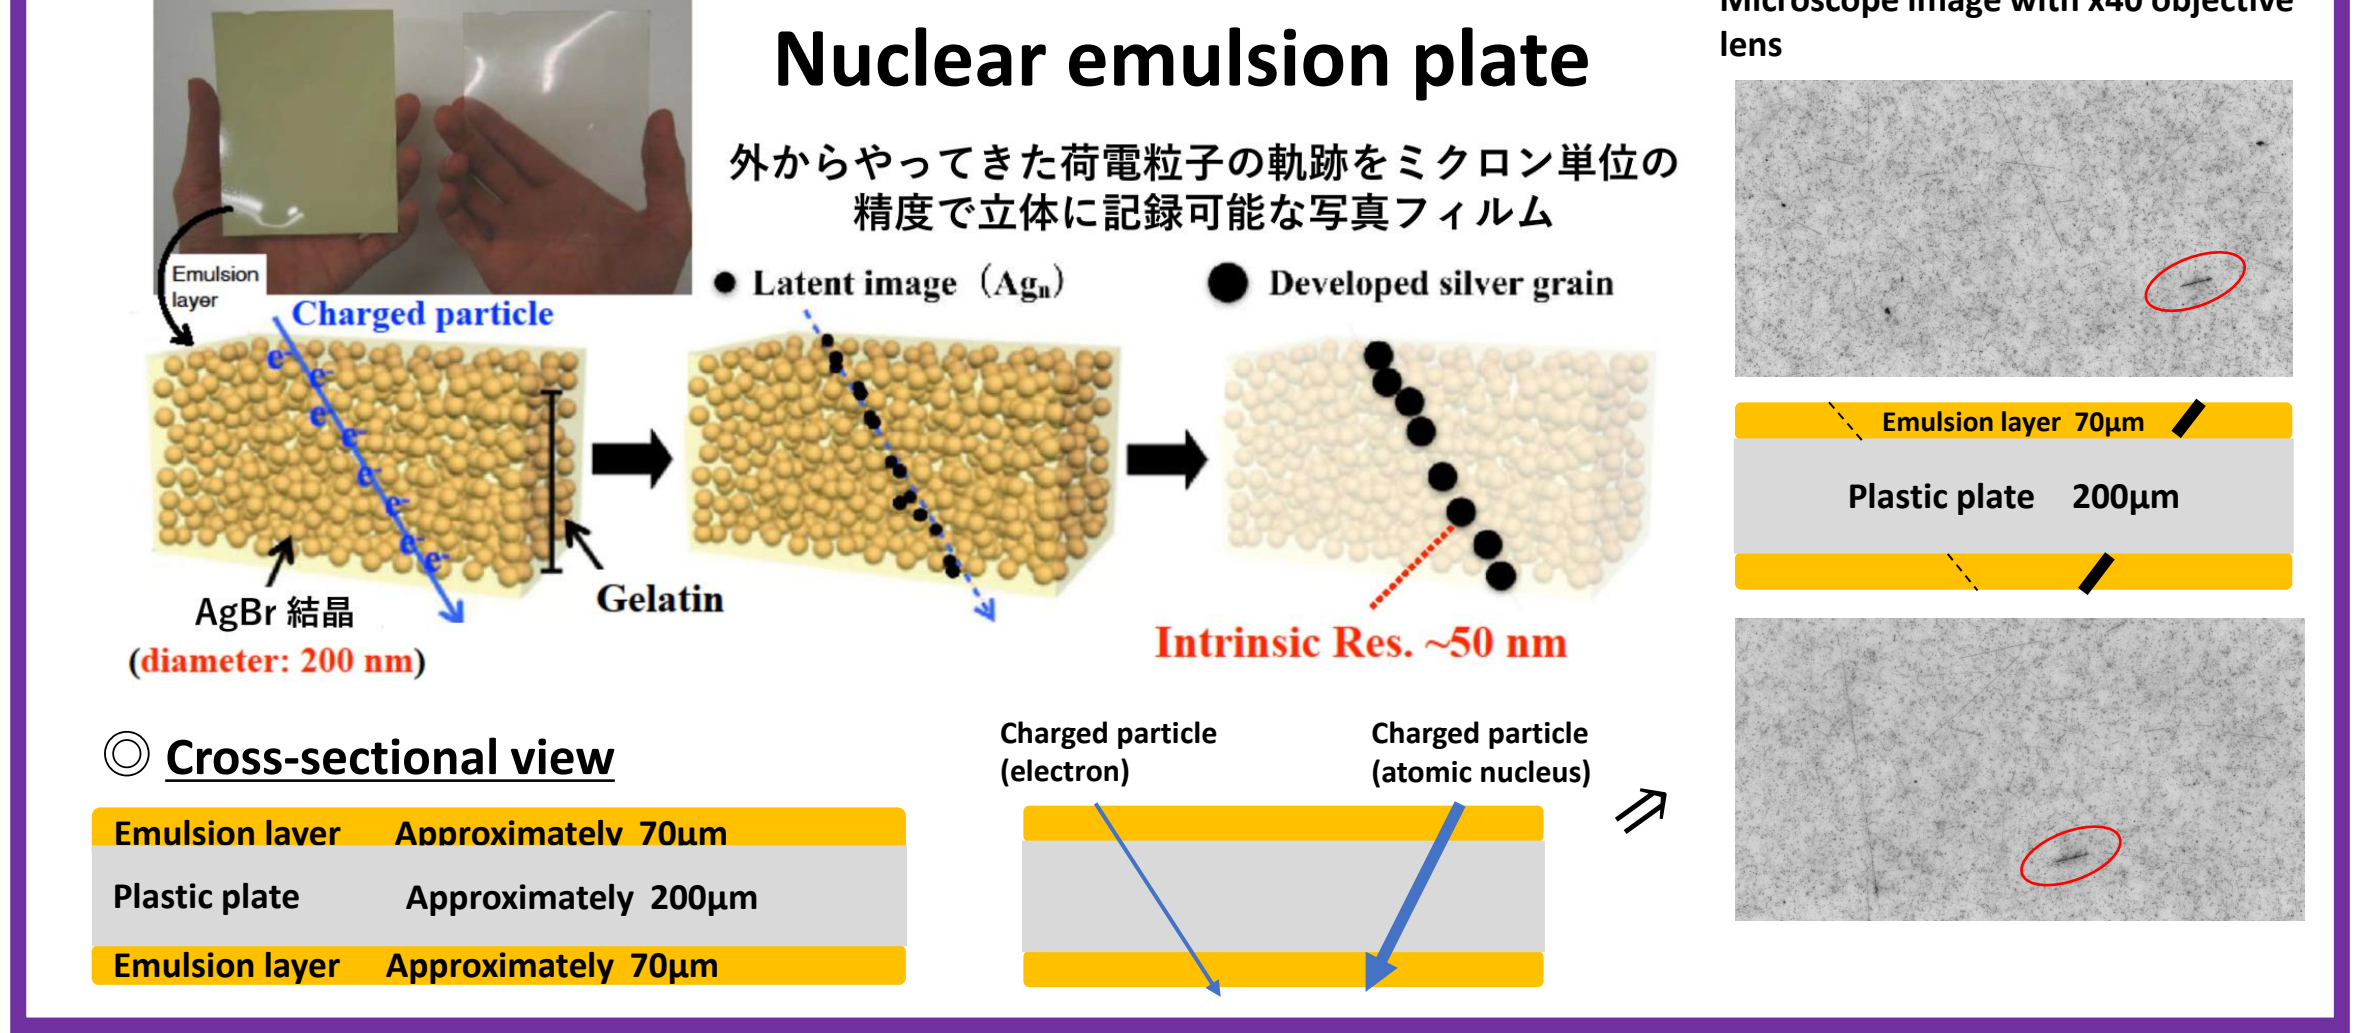 Nuclear emulsion plate
外からやってきた荷電粒子の軌跡をミクロン単位の
精度で立体に記録可能な写真フィルム
Emulsion
layer
Charged particle
e-
e-
e-
e-
e-
e-
e-
e-
AgBr 結晶
(diameter: 200 nm)
Gelatin
Latent image（Agn）
Developed silver grain
Intrinsic Res. ~50 nm
Microscope image with x40 objective
lens
Emulsion layer 70μm
Plastic plate 200μm
◎ Cross-sectional view
Emulsion layer Approximately 70μm
Plastic plate Approximately 200μm
Emulsion layer Approximately 70μm
Charged particle
(electron)
Charged particle
(atomic nucleus)